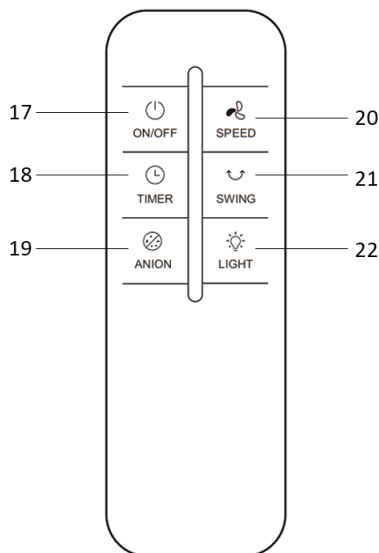 17
ON/OFF
SPEED
20
18
TIMER
SWING
21
19
ANION
LIGHT
22